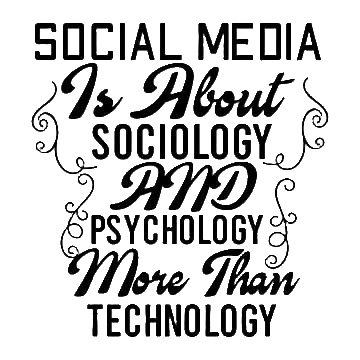 SOCIAL MEDIA
Is About
SOCIOLOGY
AND
PSYCHOLOGY
More Than
TECHNOLOGY